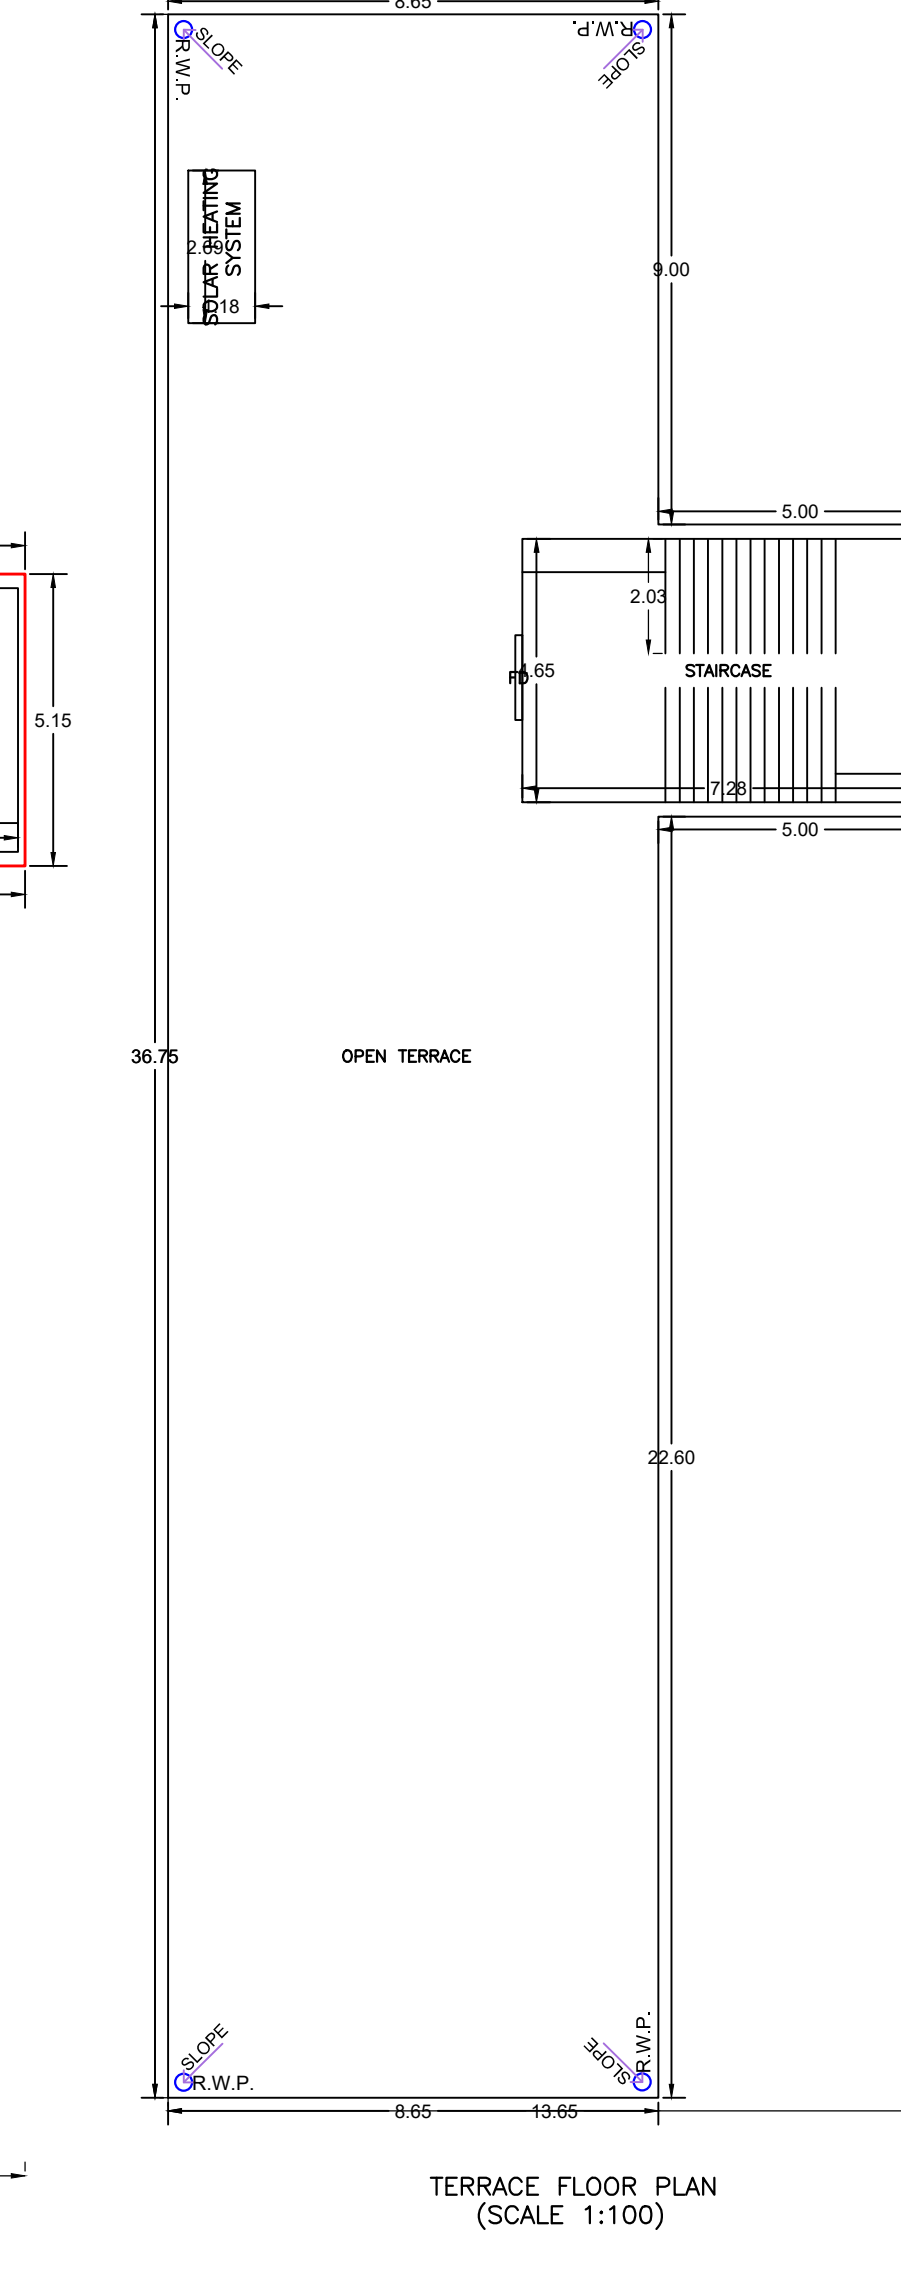 8.65
SLOPE
R.W.P.
R.W.P.
SLOPE
SOLAR HEATING
SYSTEM
2.69
1.18
9.00
5.00
2.03
STAIRCASE
FD
4.65
5.15
7.28
5.00
36.75
OPEN TERRACE
22.60
SLOPE
R.W.P.
SLOPE
R.W.P.
8.65
13.65
TERRACE FLOOR PLAN
(SCALE 1:100)